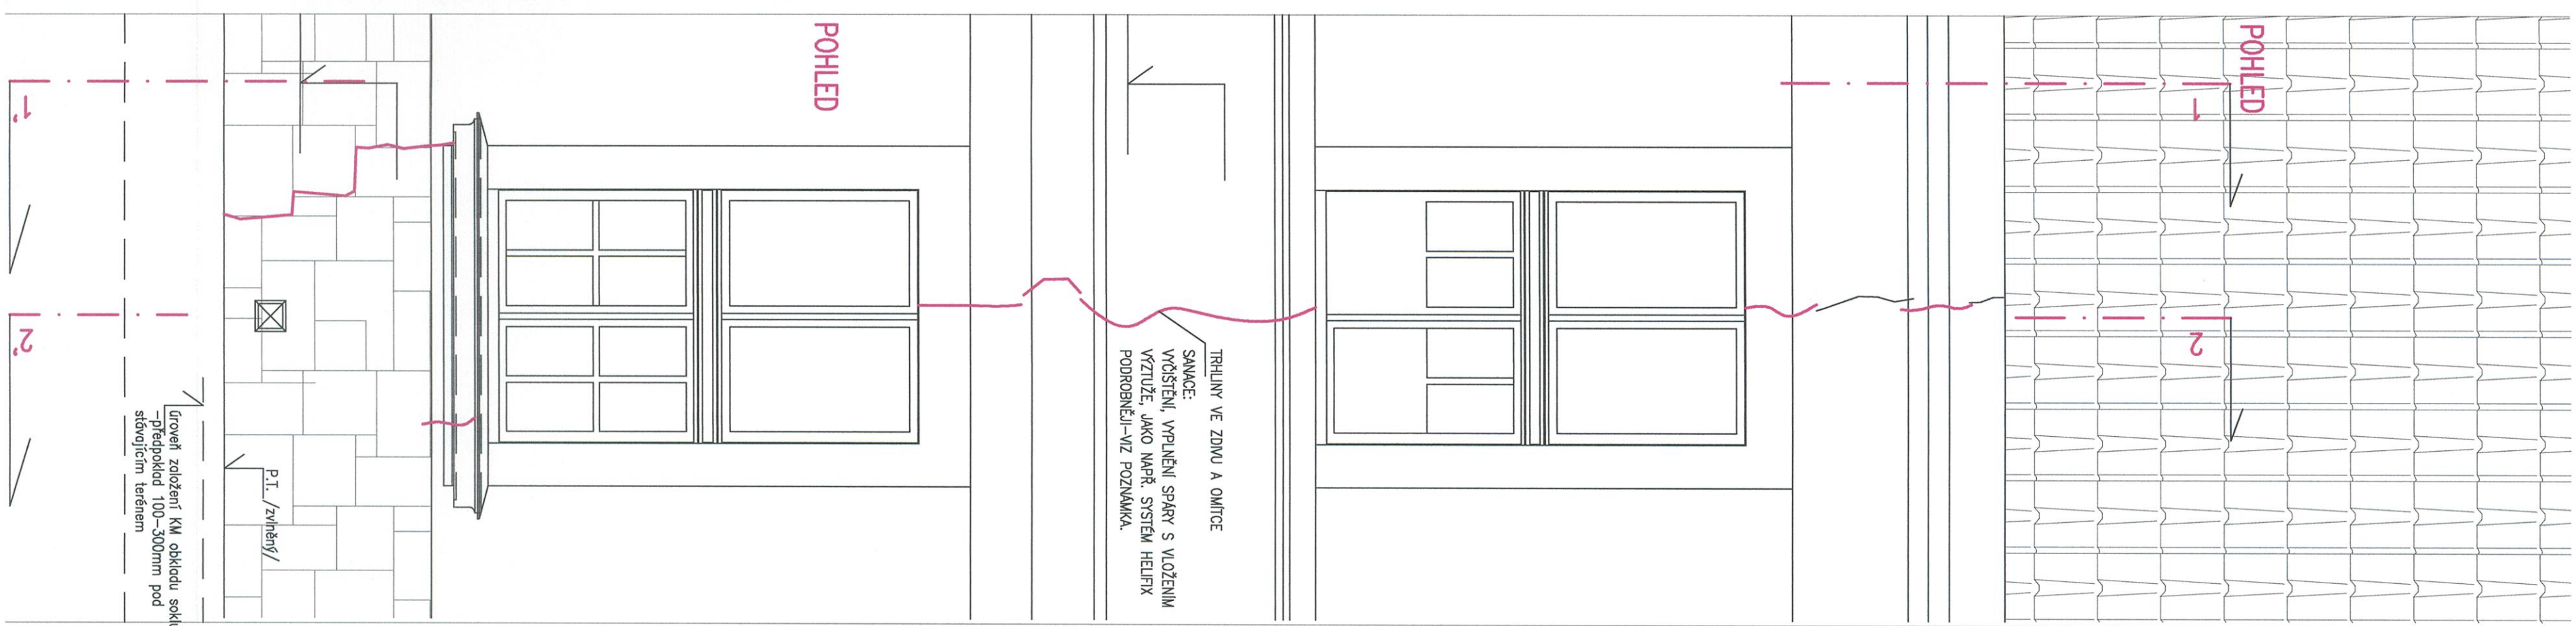 POHLED
1
2
POHLED
TRHLINY VE ZDIVU A OMÍTCE
SANACE:
VYČIŠTĚNÍ, VYPLNĚNÍ SPÁRY S VLOŽENÍM
VÝZTUŽE, JAKO NAPŘ. SYSTÉM HELIFIX
PODROBNĚJI-VIZ POZNÁMKA.
P.T. /zvlněný/
úroveň založení KM obkladu soklu
-předpoklad 100-300mm pod
stávajícím terénem
1'
2'